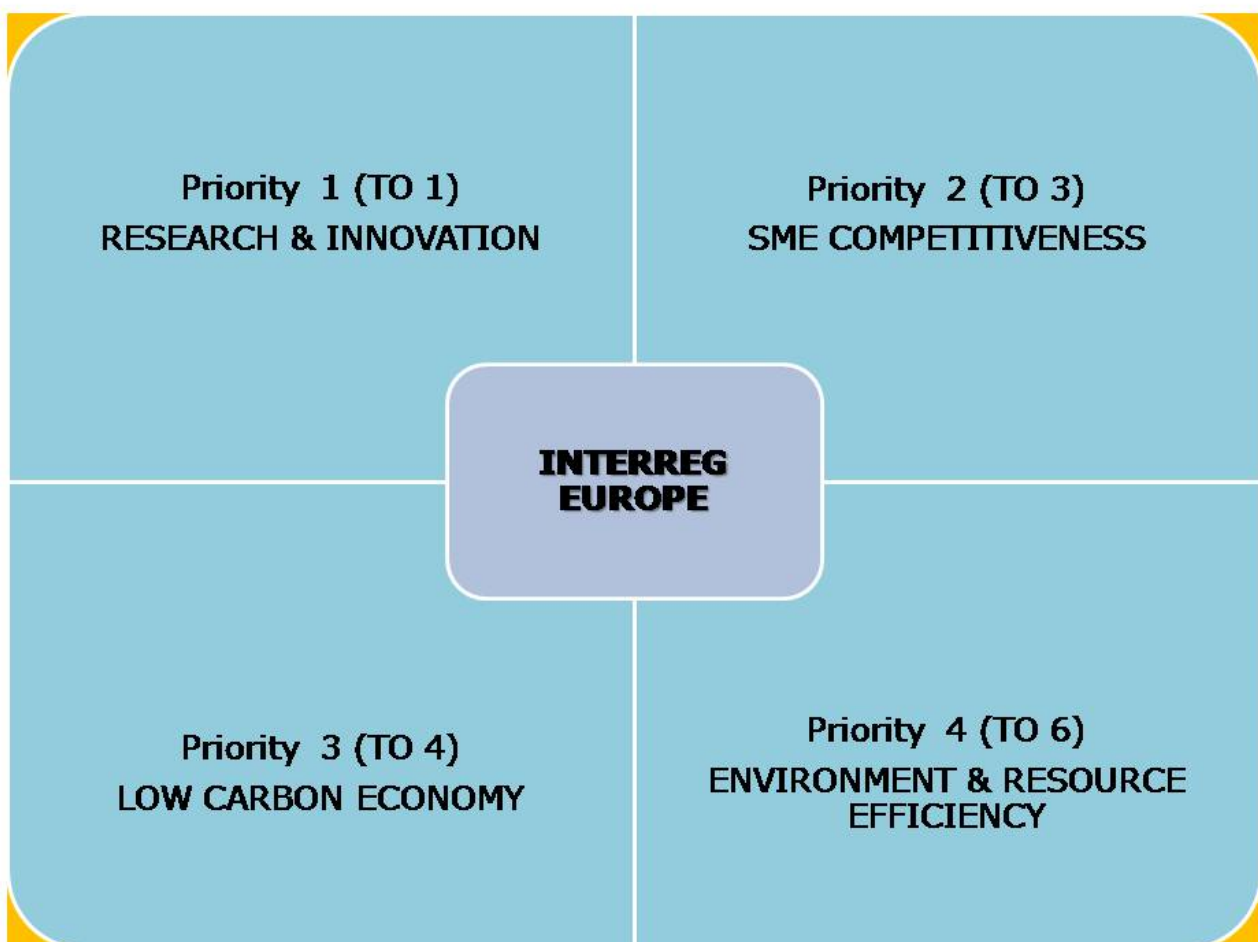 Priority 1 (TO 1)
RESEARCH & INNOVATION
Priority 2 (TO 3)
SME COMPETITIVENESS
INTERREG
EUROPE
Priority 3 (TO 4)
LOW CARBON ECONOMY
Priority 4 (TO 6)
ENVIRONMENT & RESOURCE
EFFICIENCY